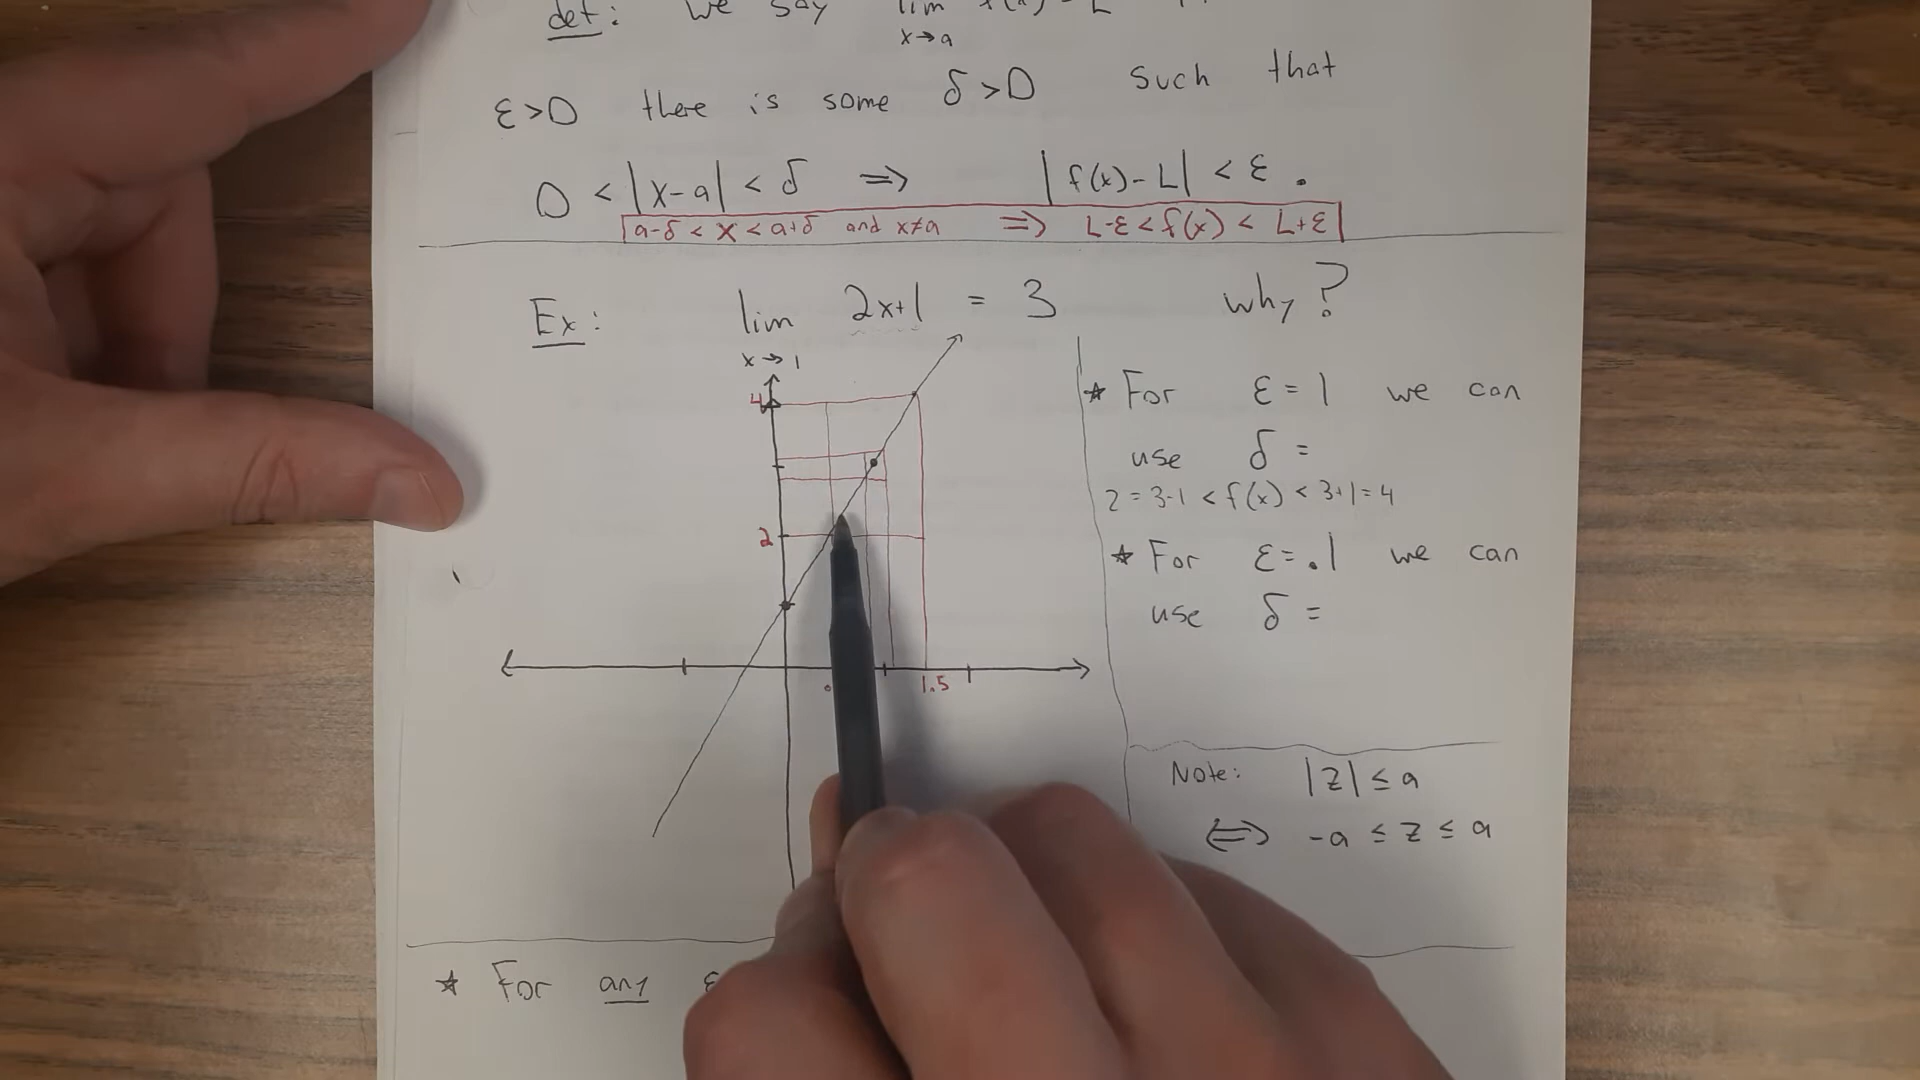 def: we say lim
x→a
ε>0 there is some δ>0 such that
0 < |x-a| < δ ⇒ |f(x)-L| < ε .
a-δ < x < a+δ and x≠a ⇒ L-ε < f(x) < L+ε
Ex: lim 2x+1 = 3 why?
x→1
4
2
1.5
* For ε = 1 we can
use δ =
2 = 3-1 < f(x) < 3+1 = 4
* For ε = .1 we can
use δ =
Note: |z| ≤ a
⇔ -a ≤ z ≤ a
* For any ε